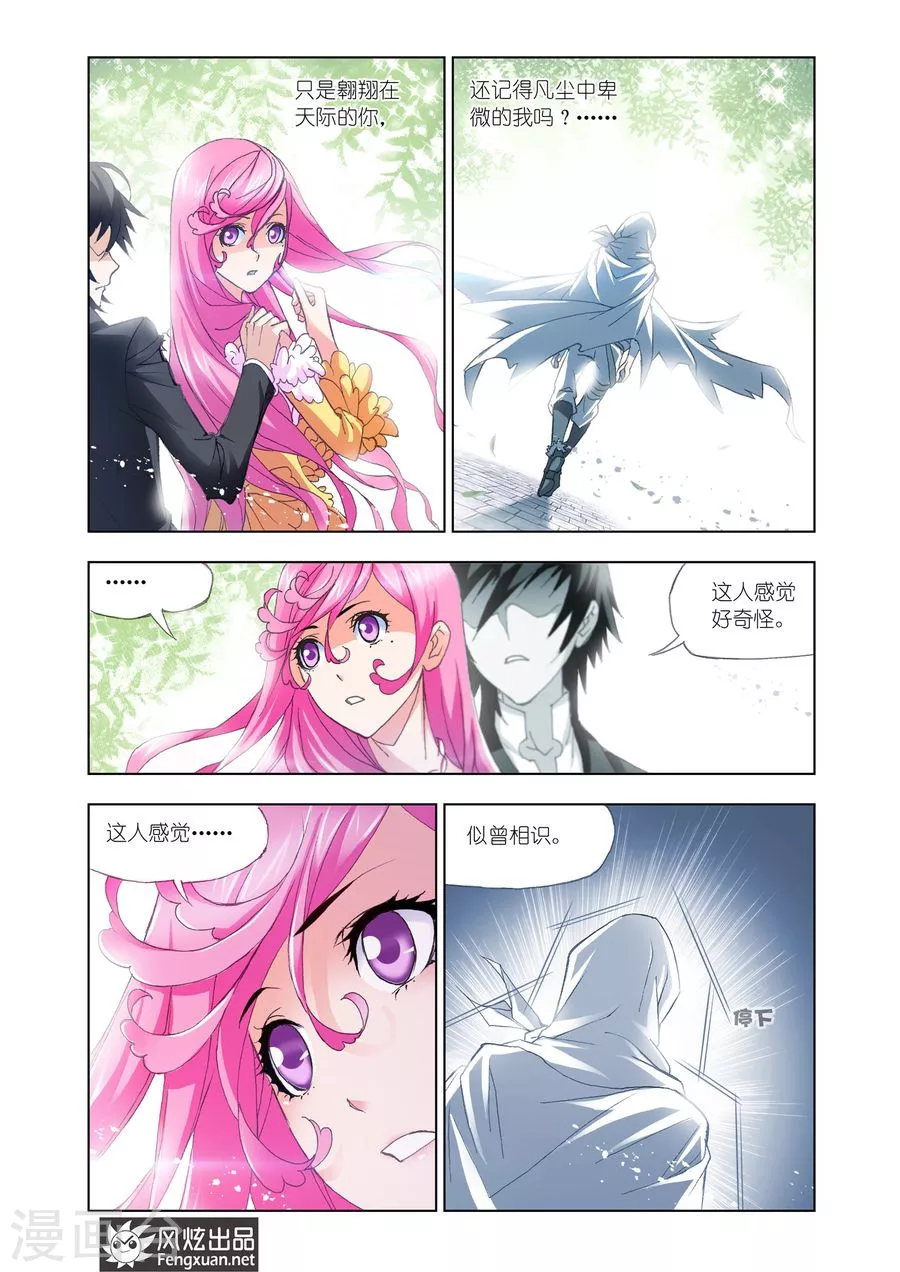 只是翱翔在
天际的你，
还记得凡尘中卑
微的我吗？······
······
这人感觉
好奇怪。
这人感觉······
似曾相识。
停下
漫画台
风炫出品
Fengxuan.net